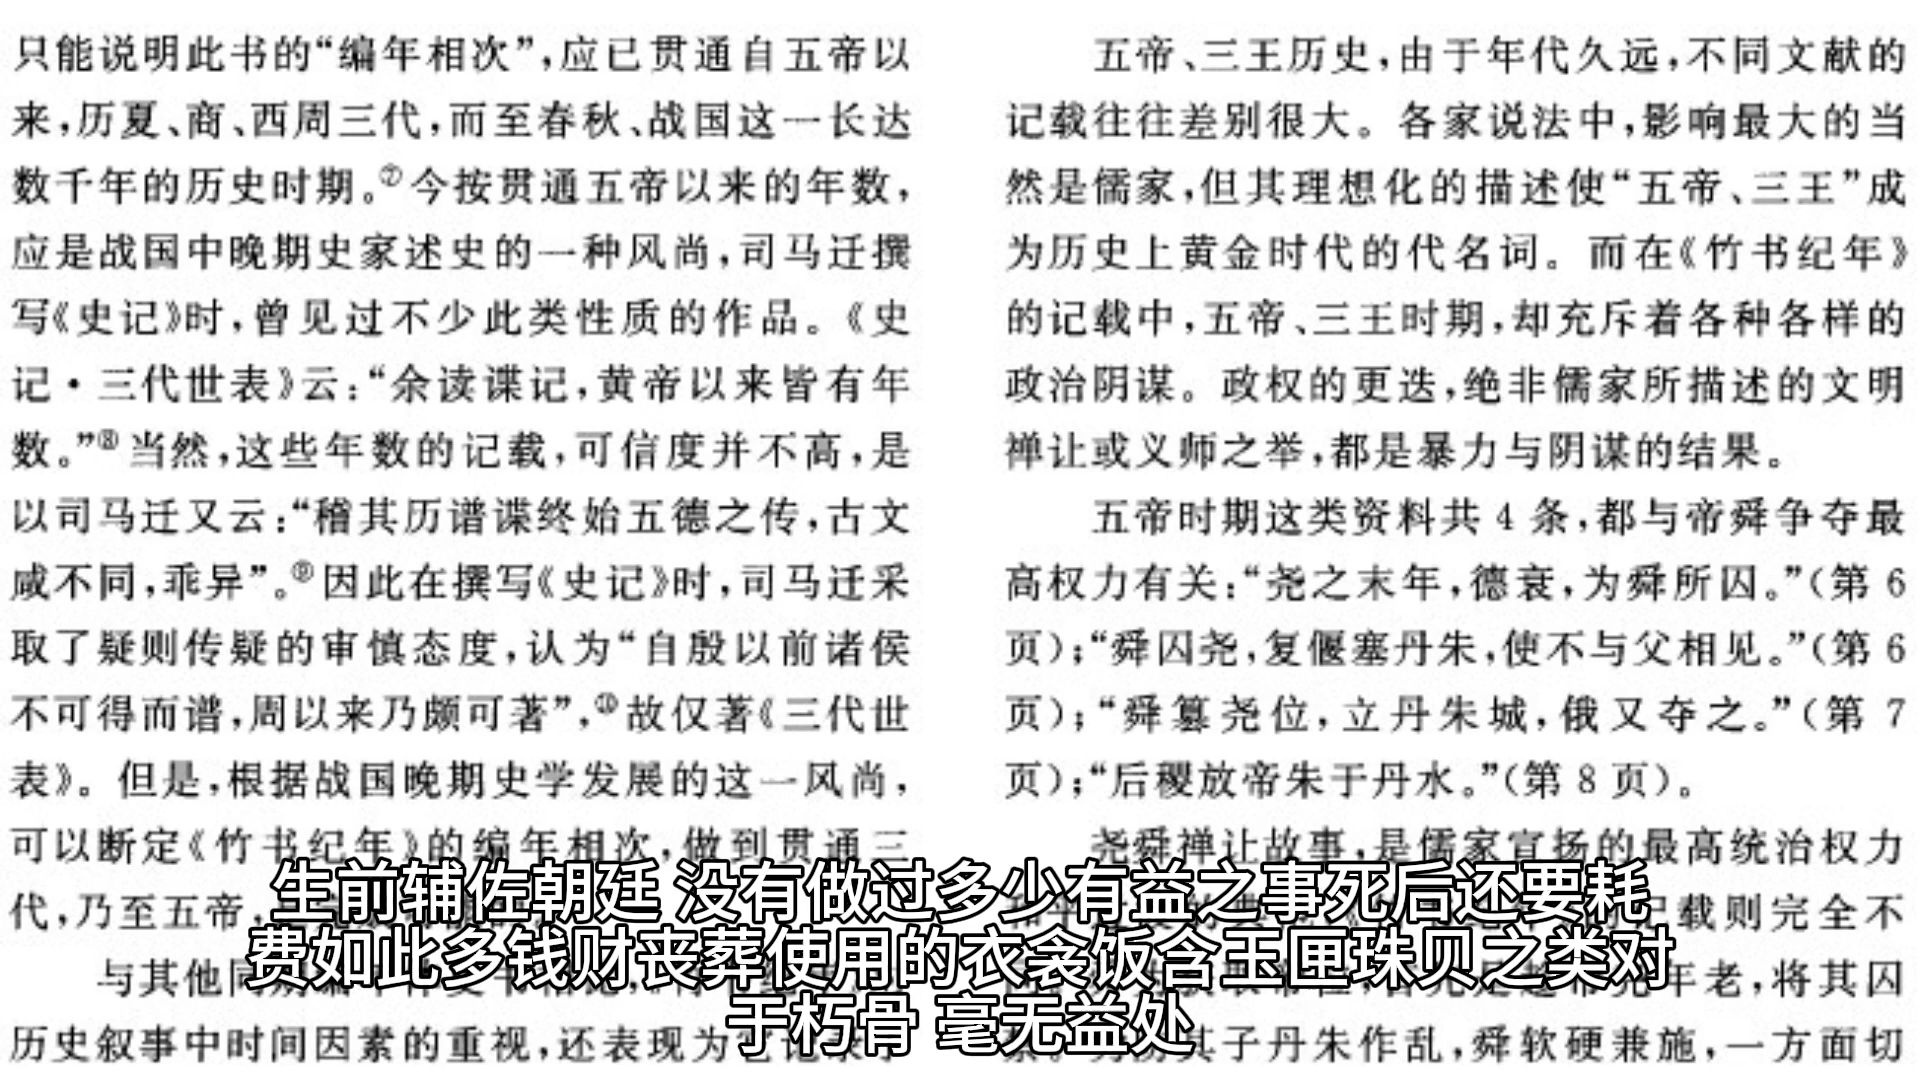 只能说明此书的“编年相次”,应已贯通自五帝以
来,历夏、商、西周三代,而至春秋、战国这一长达
数千年的历史时期。⑦今按贯通五帝以来的年数,
应是战国中晚期史家述史的一种风尚,司马迁撰
写《史记》时,曾见过不少此类性质的作品。《史
记·三代世表》云:“余读谍记,黄帝以来皆有年
数。”⑧当然,这些年数的记载,可信度并不高,是
以司马迁又云:“稽其历谱谍终始五德之传,古文
咸不同,乖异”。⑨因此在撰写《史记》时,司马迁采
取了疑则传疑的审慎态度,认为“自殷以前诸侯
不可得而谱,周以来乃颇可著”,⑩故仅著《三代世
表》。但是,根据战国晚期史学发展的这一风尚,
可以断定《竹书纪年》的编年相次,做到贯通三
代,乃至五帝,
与其他同
历史叙事中时间因素的重视,还表现为
五帝、三王历史,由于年代久远,不同文献的
记载往往差别很大。各家说法中,影响最大的当
然是儒家,但其理想化的描述使“五帝、三王”成
为历史上黄金时代的代名词。而在《竹书纪年》
的记载中,五帝、三王时期,却充斥着各种各样的
政治阴谋。政权的更迭,绝非儒家所描述的文明
禅让或义师之举,都是暴力与阴谋的结果。
五帝时期这类资料共 4 条,都与帝舜争夺最
高权力有关:“尧之末年,德衰,为舜所囚。”(第 6
页);“舜囚尧,复偃塞丹朱,使不与父相见。”(第 6
页);“舜篡尧位,立丹朱城,俄又夺之。”(第 7
页);“后稷放帝朱于丹水。”(第 8 页)。
尧舜禅让故事,是儒家宣扬的最高统治权力
载则完全不
年老,将其囚
其子丹朱作乱,舜软硬兼施,一方面切
生前辅佐朝廷 没有做过多少有益之事死后还要耗
费如此多钱财丧葬使用的衣衾饭含玉匣珠贝之类对
于朽骨 毫无益处